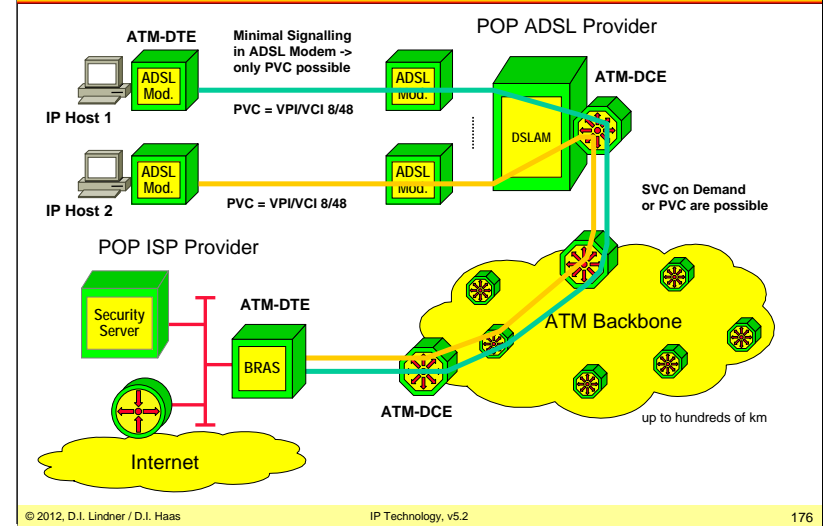 POP ADSL Provider
ATM-DTE
Minimal Signalling
in ADSL Modem ->
only PVC possible
ADSL
Mod.
ADSL
Mod.
ATM-DCE
IP Host 1
PVC = VPI/VCI 8/48
DSLAM
ADSL
Mod.
ADSL
Mod.
IP Host 2
PVC = VPI/VCI 8/48
SVC on Demand
or PVC are possible
POP ISP Provider
ATM-DTE
Security
Server
BRAS
ATM Backbone
ATM-DCE
up to hundreds of km
Internet
© 2012, D.I. Lindner / D.I. Haas
IP Technology, v5.2
176